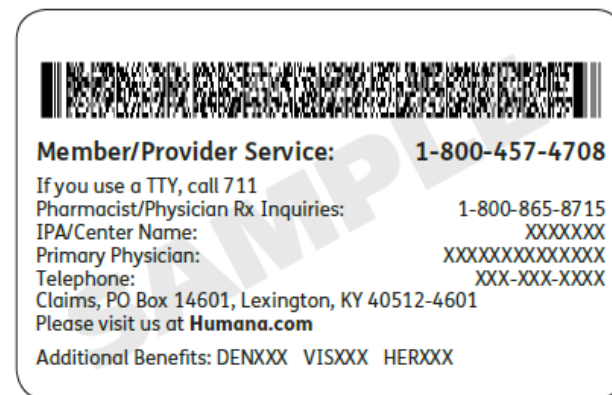 Member/Provider Service: 1-800-457-4708
If you use a TTY, call 711
Pharmacist/Physician Rx Inquiries: 1-800-865-8715
IPA/Center Name: XXXXXXX
Primary Physician: XXXXXXXXXXXXXX
Telephone: XXX-XXX-XXXX
Claims, PO Box 14601, Lexington, KY 40512-4601
Please visit us at Humana.com
Additional Benefits: DENXXX VISXXX HERXXX
SAMPLE